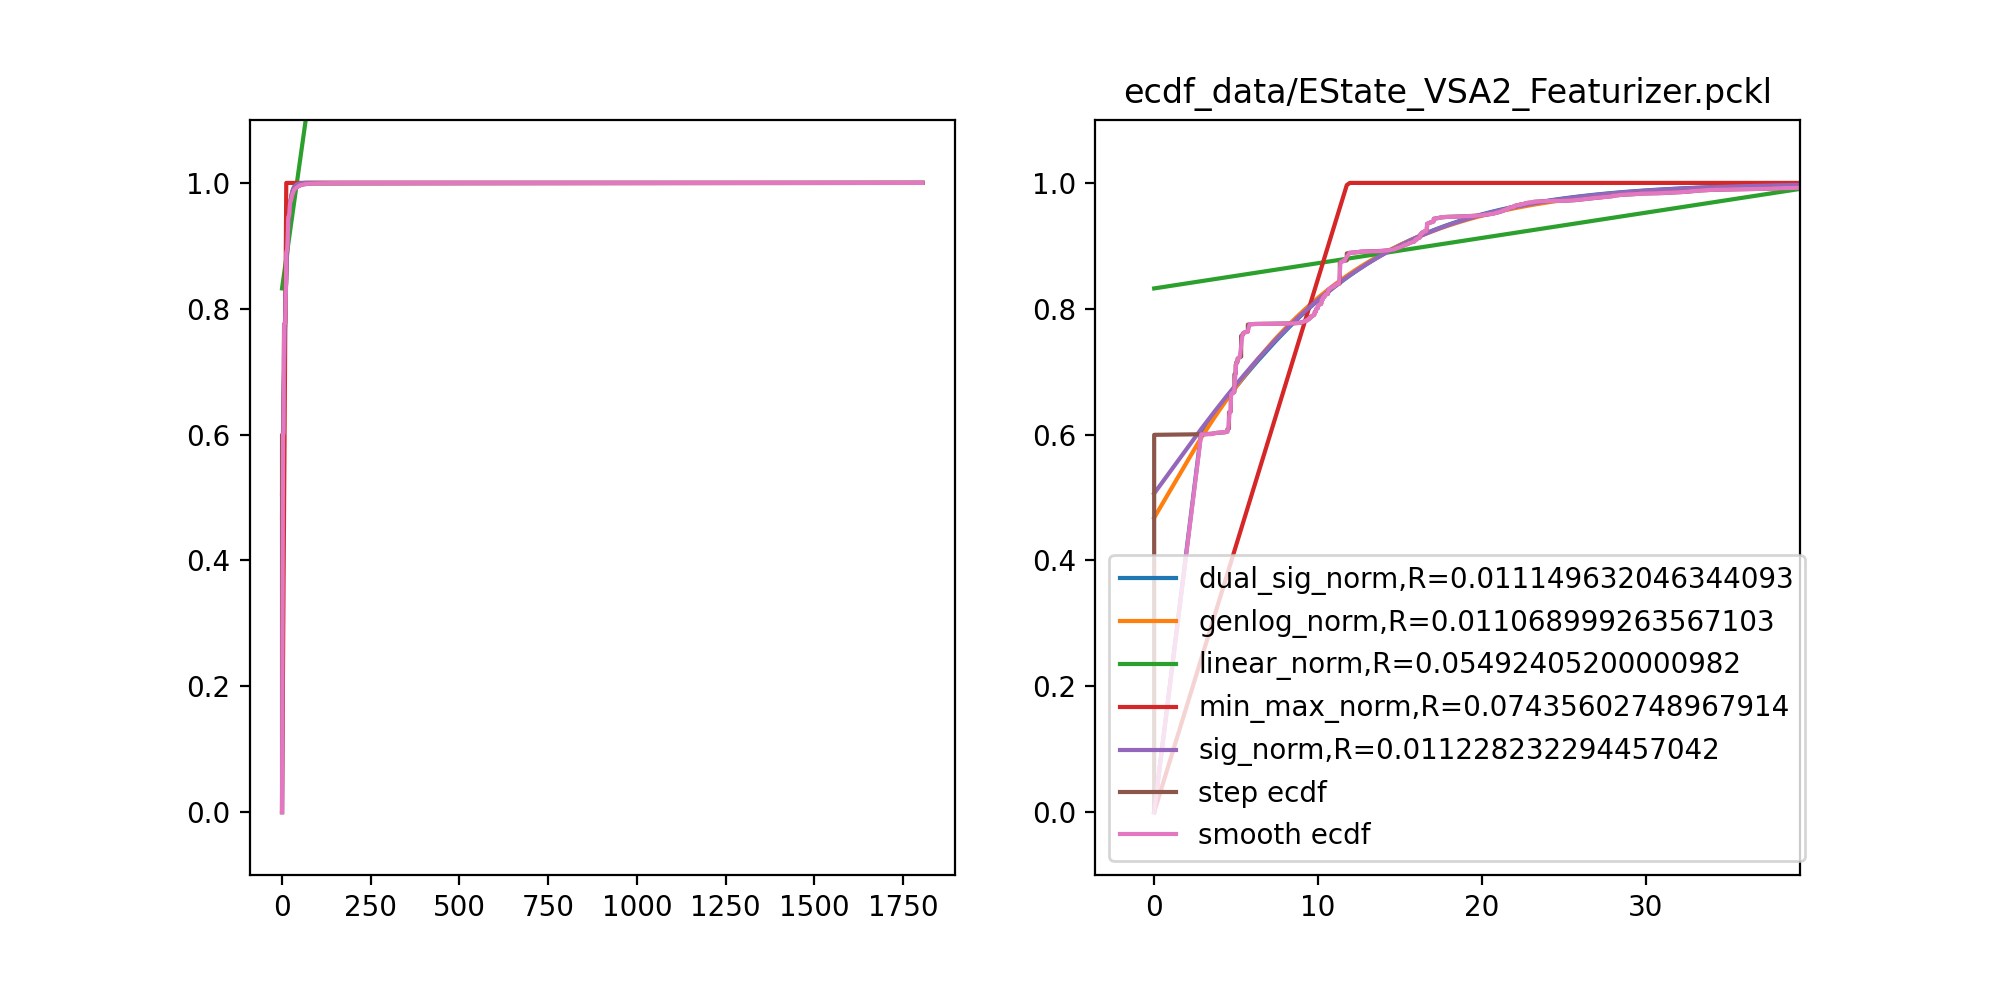 ecdf_data/EState_VSA2_Featurizer.pckl
1.0
0.8
0.6
0.4
0.2
0.0
0 250 500 750 1000 1250 1500 1750
1.0
0.8
0.6
0.4
0.2
0.0
dual_sig_norm,R=0.011149632046344093
genlog_norm,R=0.011068999263567103
linear_norm,R=0.05492405200000982
min_max_norm,R=0.07435602748967914
sig_norm,R=0.011228232294457042
step ecdf
smooth ecdf
0 10 20 30